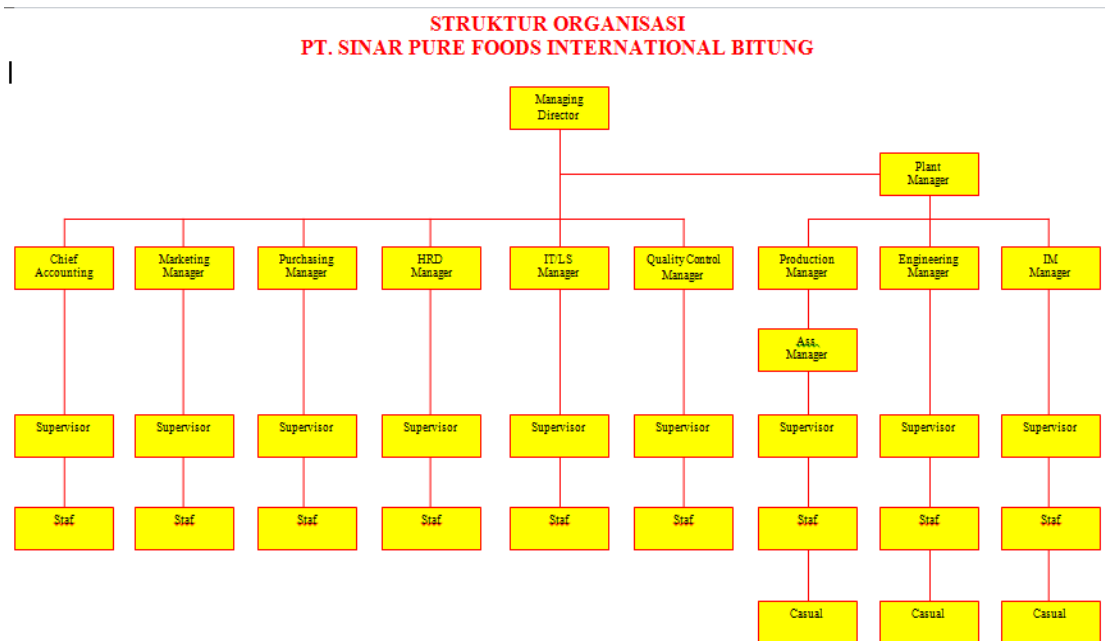 STRUKTUR ORGANISASI
PT. SINAR PURE FOODS INTERNATIONAL BITUNG
Managing
Director
Plant
Manager
Chief
Accounting
Marketing
Manager
Purchasing
Manager
HRD
Manager
IT/LS
Manager
Quality Control
Manager
Production
Manager
Engineering
Manager
IM
Manager
Ass.
Manager
Supervisor
Supervisor
Supervisor
Supervisor
Supervisor
Supervisor
Supervisor
Supervisor
Supervisor
Staf
Staf
Staf
Staf
Staf
Staf
Staf
Staf
Staf
Casual
Casual
Casual